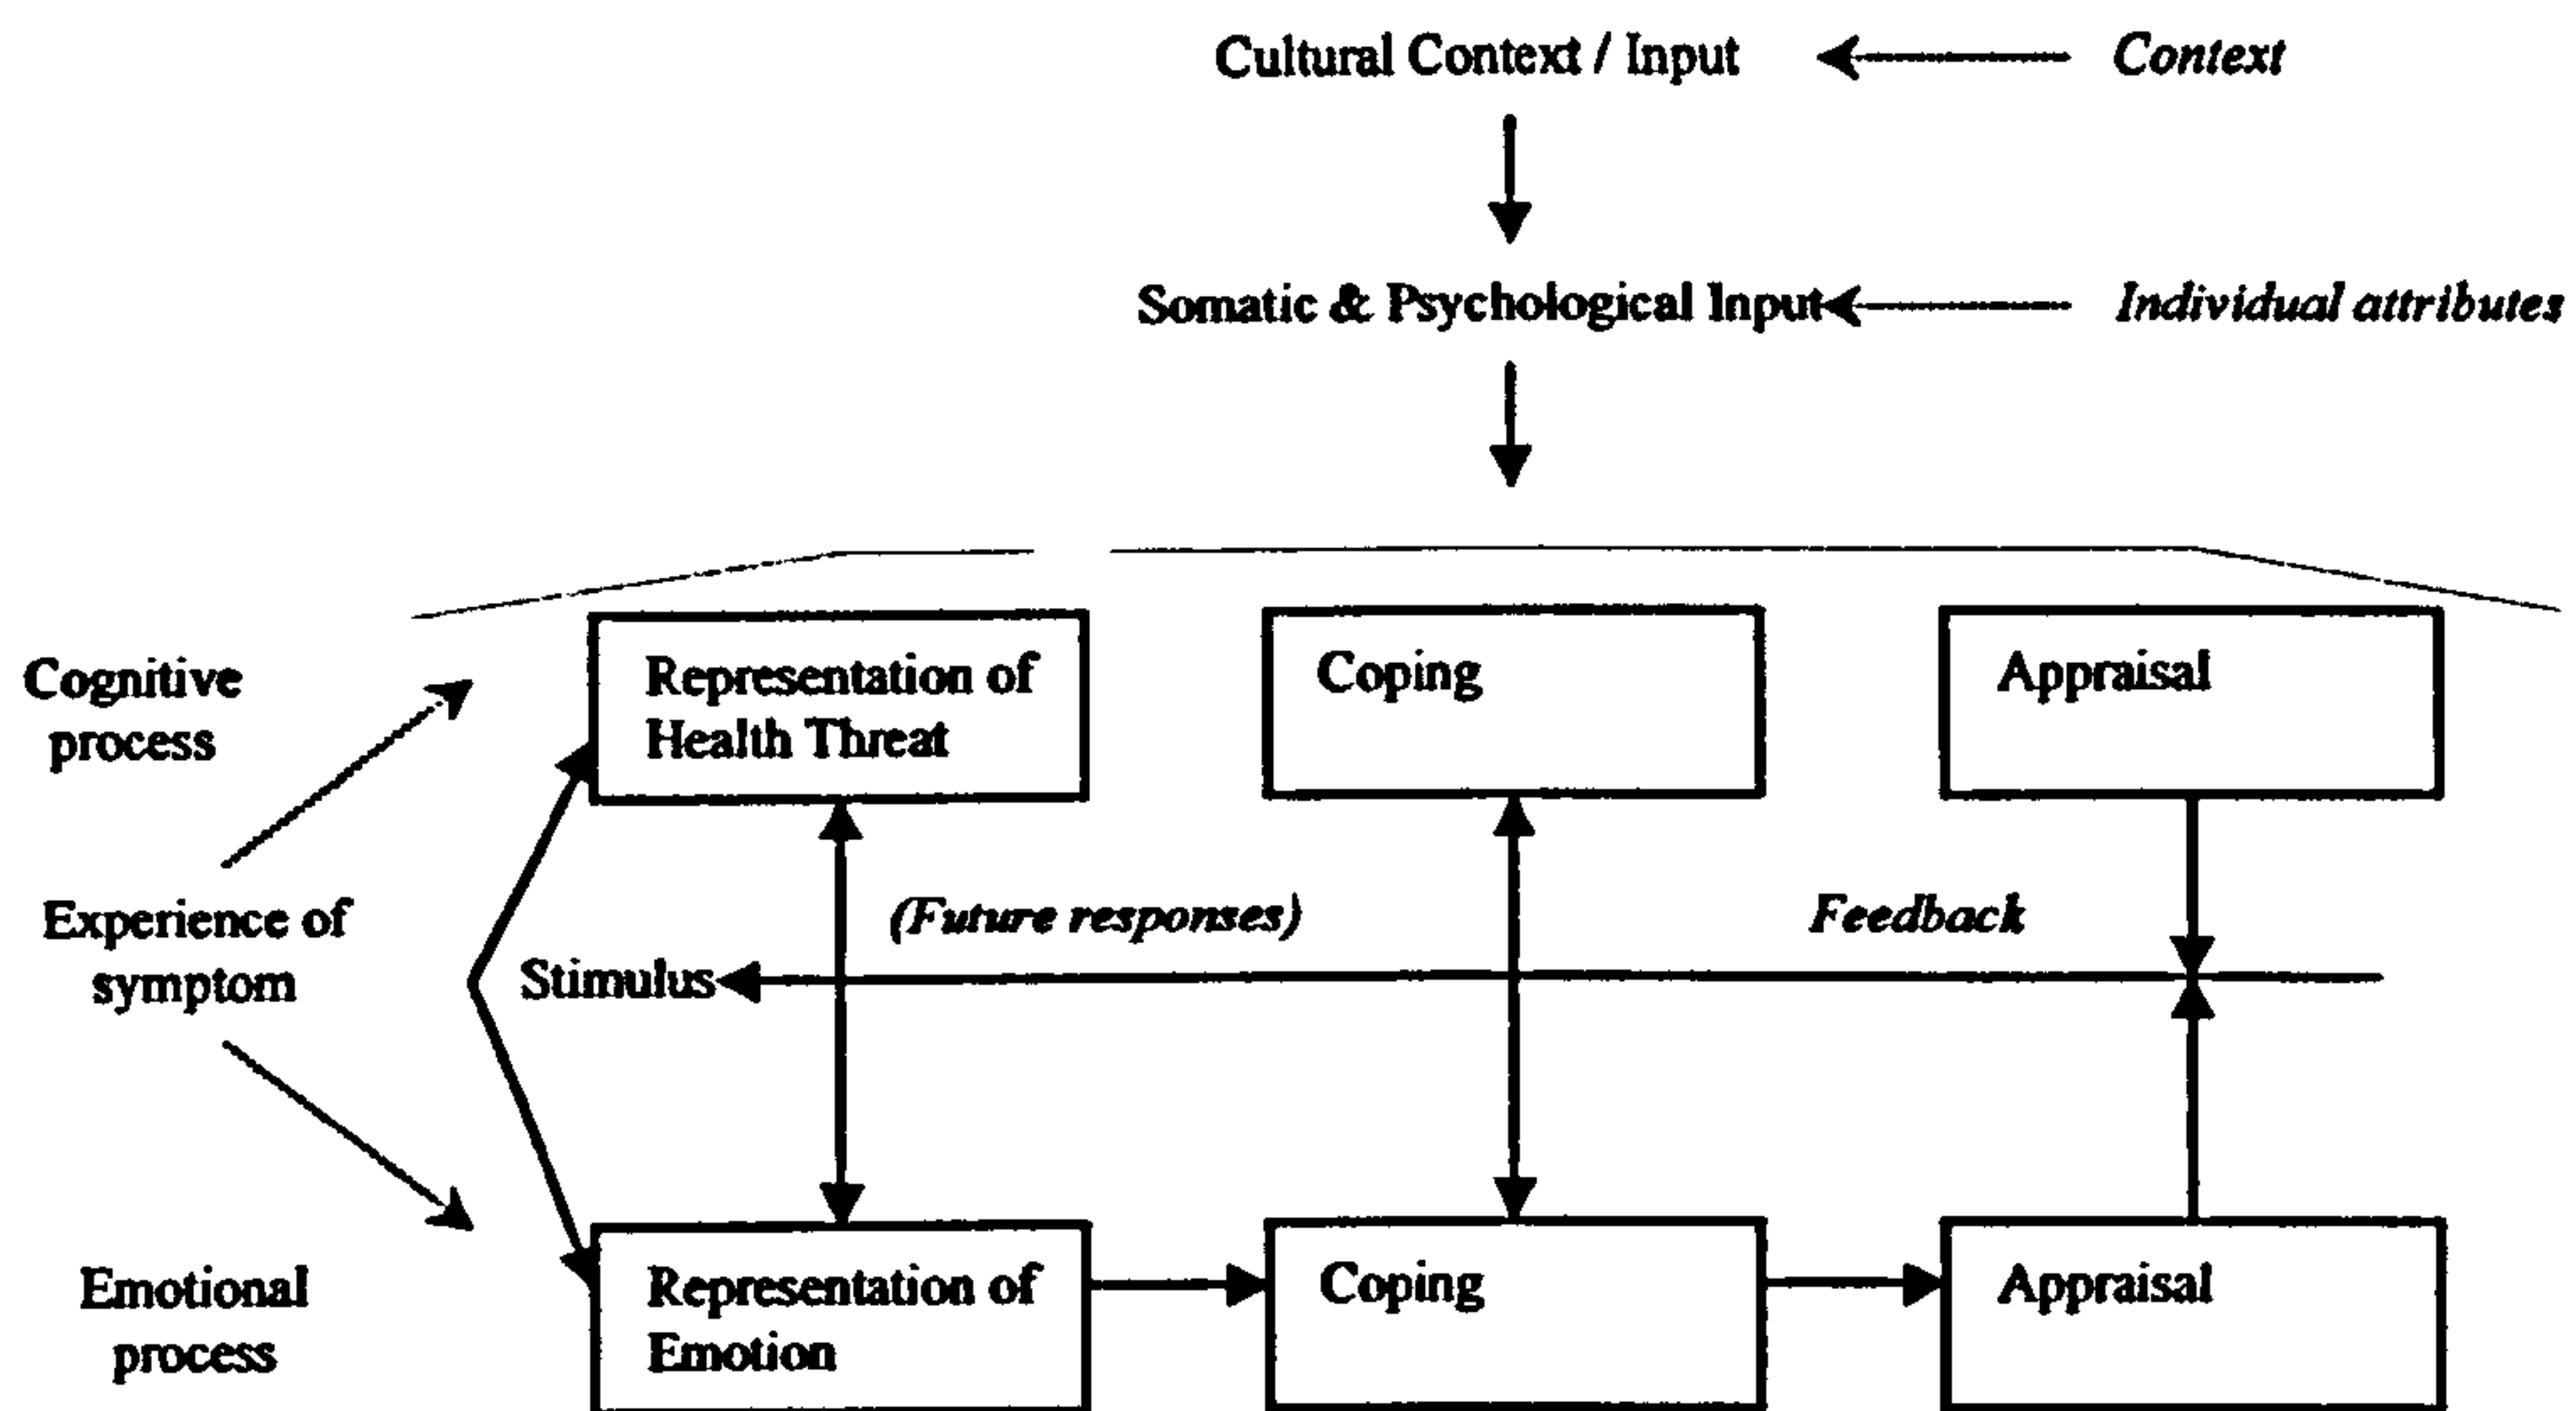 Cultural Context / Input
Context
Somatic & Psychological Input
Individual attributes
Cognitive
process
Representation of
Health Threat
Coping
Appraisal
Experience of
symptom
(Future responses)
Feedback
Stimulus
Emotional
process
Representation of
Emotion
Coping
Appraisal